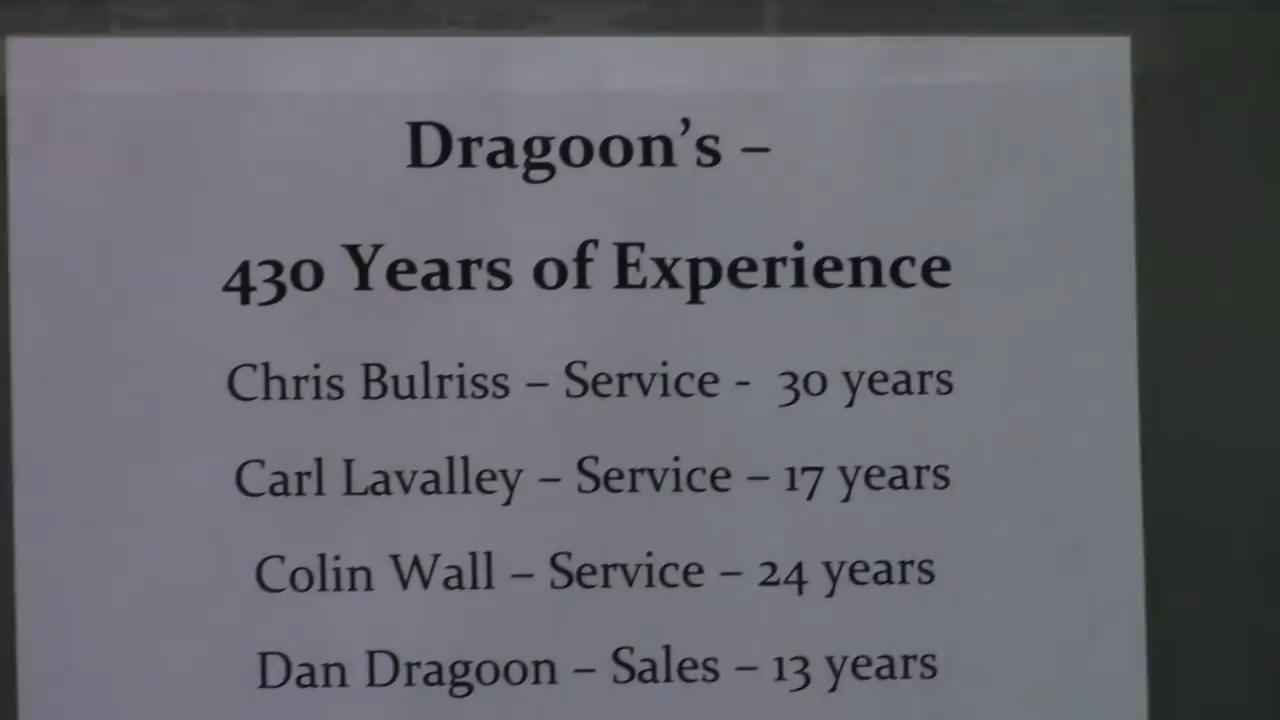 Dragoon's –
430 Years of Experience
Chris Bulriss – Service - 30 years
Carl Lavalley – Service – 17 years
Colin Wall – Service – 24 years
Dan Dragoon – Sales – 13 years